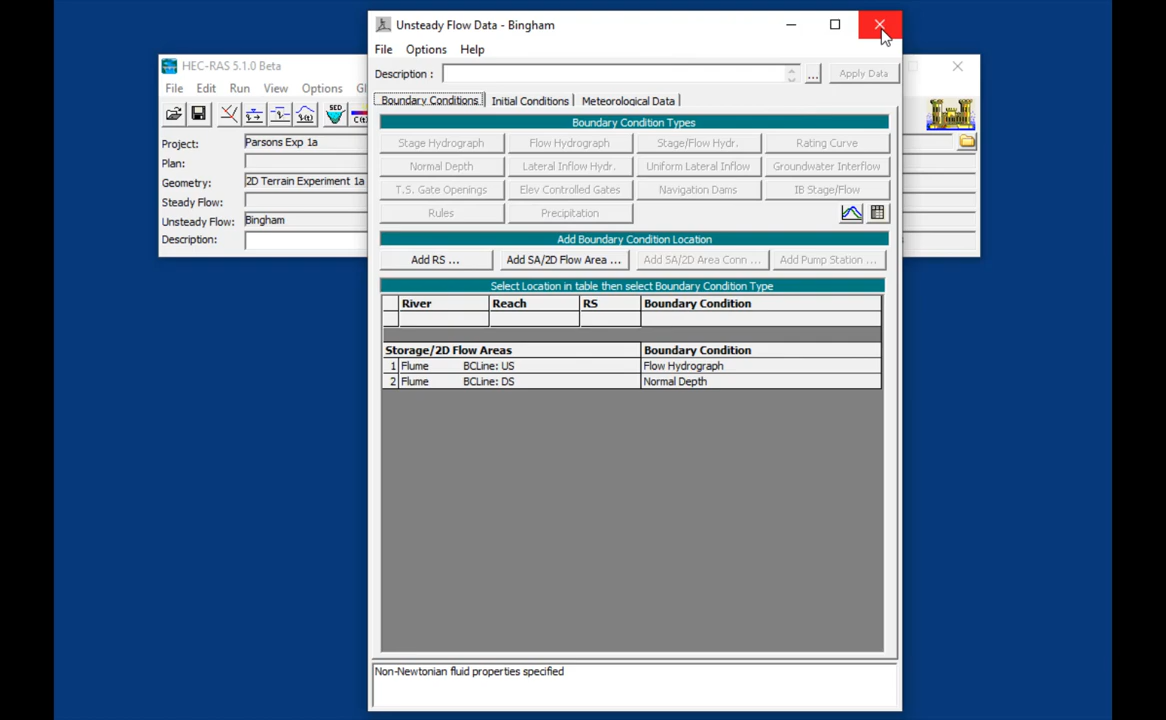 Unsteady Flow Data - Bingham
File Options Help
Description :
... Apply Data
Boundary Conditions Initial Conditions Meteorological Data
Boundary Condition Types
Stage Hydrograph Flow Hydrograph Stage/Flow Hydr. Rating Curve
Normal Depth Lateral Inflow Hydr. Uniform Lateral Inflow Groundwater Interflow
T.S. Gate Openings Elev Controlled Gates Navigation Dams IB Stage/Flow
Rules Precipitation
Add Boundary Condition Location
Add RS ... Add SA/2D Flow Area ... Add SA/2D Area Conn ... Add Pump Station ...
Select Location in table then select Boundary Condition Type
River Reach RS Boundary Condition
Storage/2D Flow Areas Boundary Condition
1 Flume BCLine: US Flow Hydrograph
2 Flume BCLine: DS Normal Depth
Non-Newtonian fluid properties specified
HEC-RAS 5.1.0 Beta
File Edit Run View Options
SED
Project: Parsons Exp 1a
Plan:
Geometry: 2D Terrain Experiment 1a
Steady Flow:
Unsteady Flow: Bingham
Description: